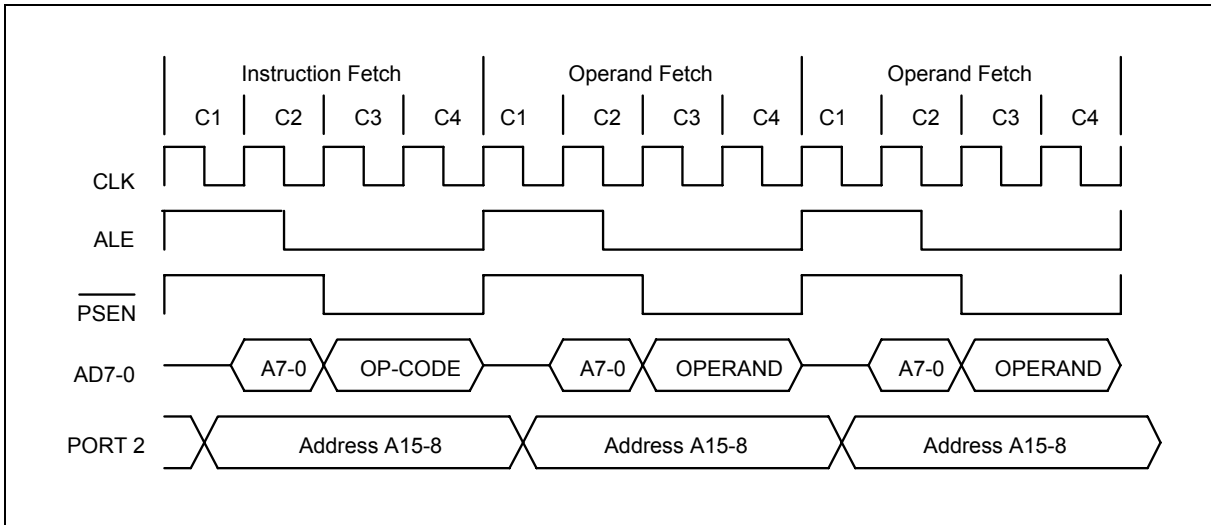 Instruction Fetch Operand Fetch Operand Fetch
C1 C2 C3 C4 C1 C2 C3 C4 C1 C2 C3 C4
CLK
ALE
PSEN
AD7-0 A7-0 OP-CODE A7-0 OPERAND A7-0 OPERAND
PORT 2 Address A15-8 Address A15-8 Address A15-8